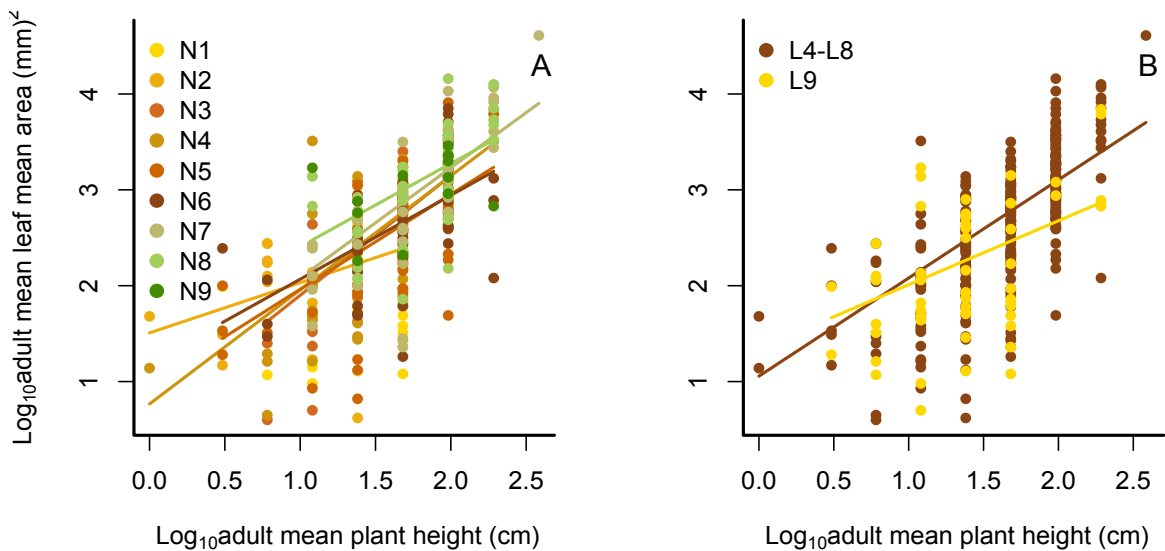 Log₁₀adult mean leaf mean area (mm)²
4
3
2
1
N1
N2
N3
N4
N5
N6
N7
N8
N9
A
0.0 0.5 1.0 1.5 2.0 2.5
Log₁₀adult mean plant height (cm)
4
3
2
1
L4-L8
L9
B
0.0 0.5 1.0 1.5 2.0 2.5
Log₁₀adult mean plant height (cm)